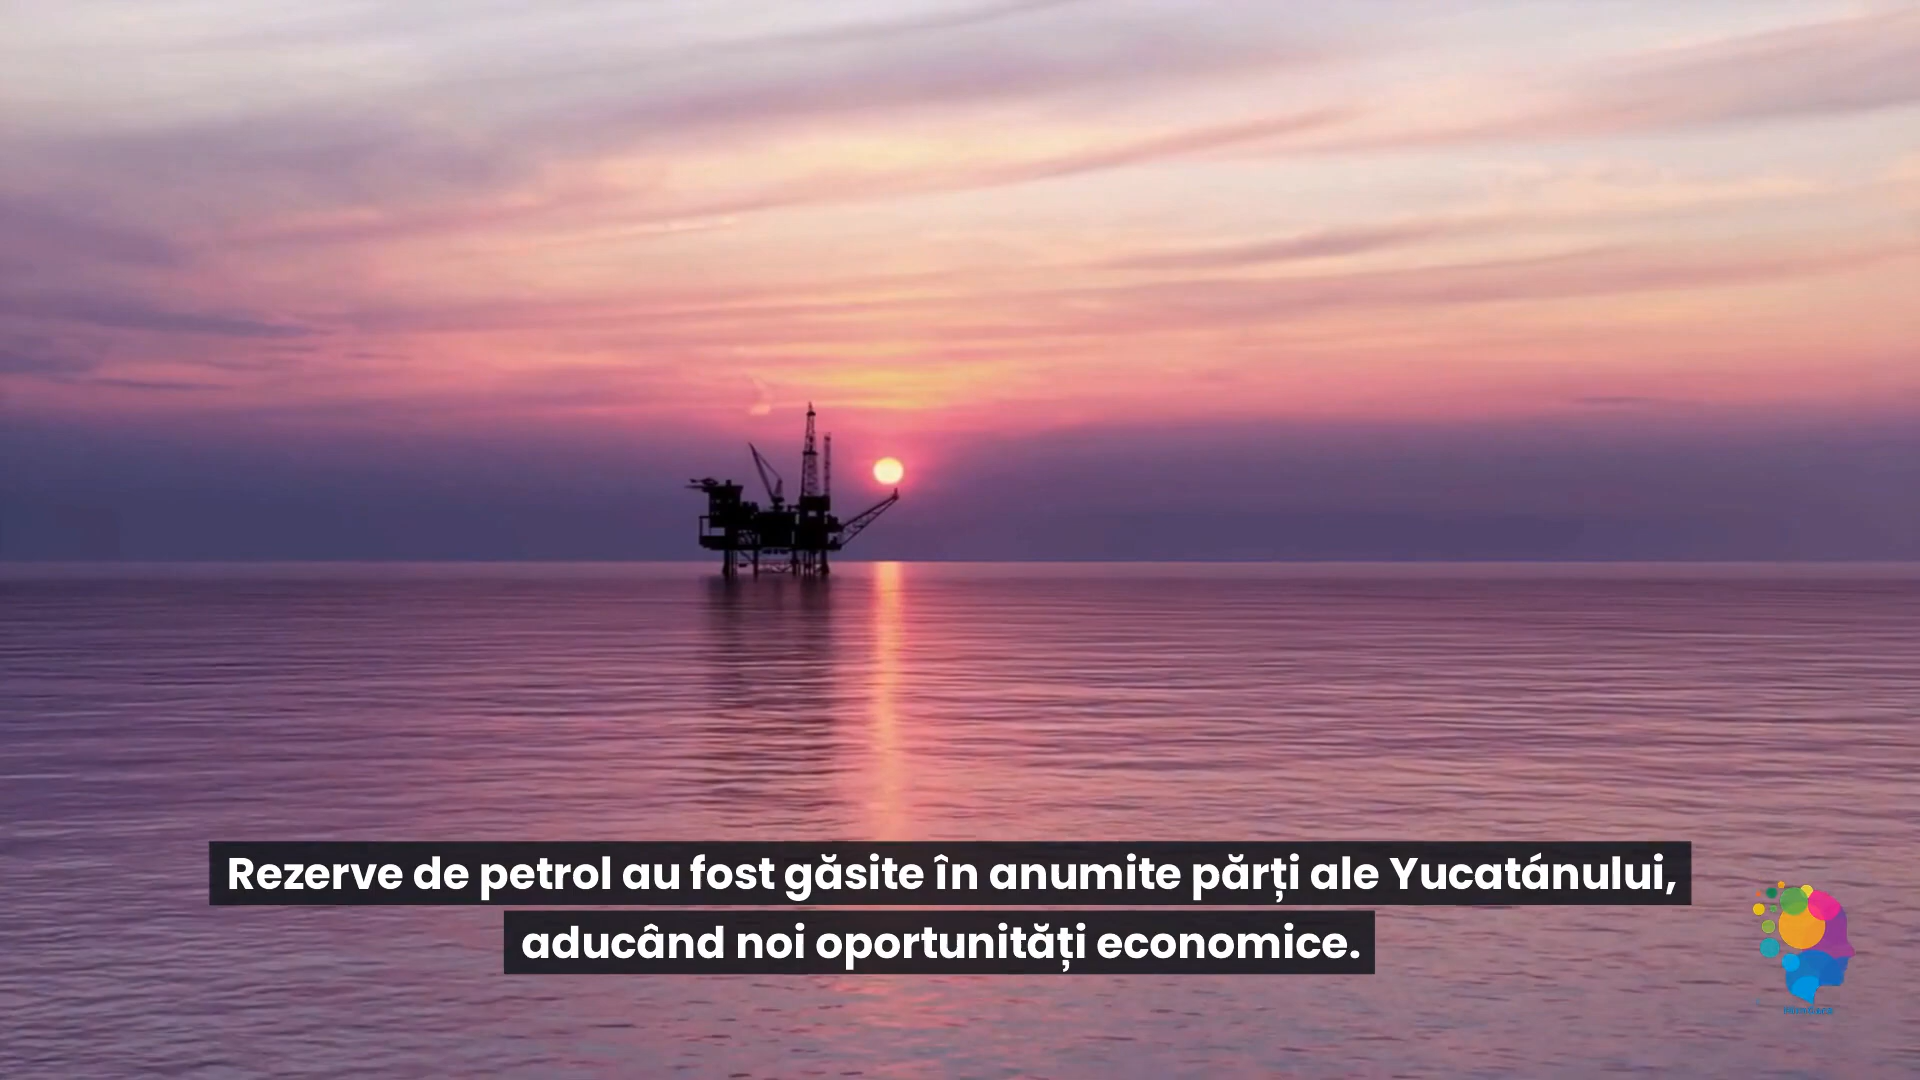 Rezerve de petrol au fost găsite în anumite părți ale Yucatánului,
aducând noi oportunități economice.